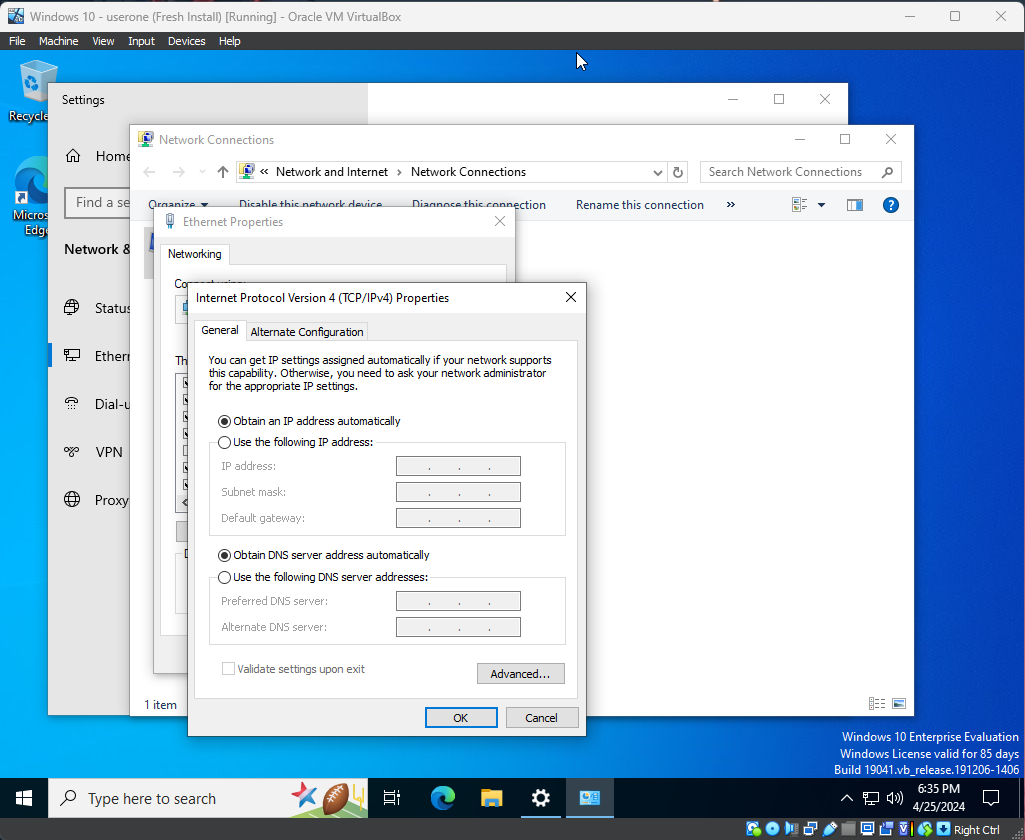 Windows 10 - userone (Fresh Install) [Running] - Oracle VM VirtualBox
File Machine View Input Devices Help
Recycle
Settings
Network Connections
Home
« Network and Internet › Network Connections
Search Network Connections
Micros
Edge
Find a se
Organize
Disable this network device
Diagnose this connection
Rename this connection
»
Ethernet Properties
Network &
Networking
Connect using:
Internet Protocol Version 4 (TCP/IPv4) Properties
Status
General
Alternate Configuration
Ethern
Th
You can get IP settings assigned automatically if your network supports
this capability. Otherwise, you need to ask your network administrator
for the appropriate IP settings.
Dial-u
Obtain an IP address automatically
Use the following IP address:
VPN
IP address:
Subnet mask:
Proxy
Default gateway:
Obtain DNS server address automatically
Use the following DNS server addresses:
Preferred DNS server:
Alternate DNS server:
Validate settings upon exit
Advanced...
1 item
OK
Cancel
Windows 10 Enterprise Evaluation
Windows License valid for 85 days
Build 19041.vb_release.191206-1406
Type here to search
6:35 PM
4/25/2024
Right Ctrl